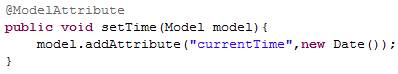 @ModelAttribute
public void setTime(Model model){
    model.addAttribute("currentTime",new Date());
}